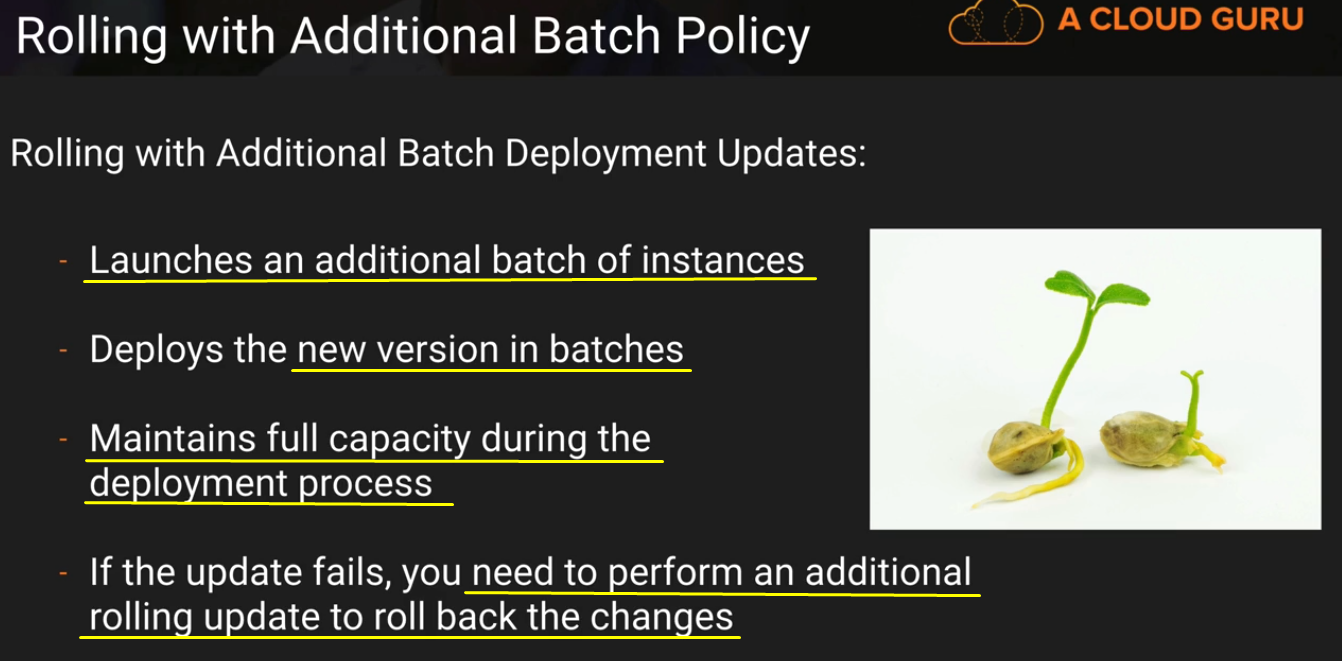 Rolling with Additional Batch Policy
A CLOUD GURU
Rolling with Additional Batch Deployment Updates:
- Launches an additional batch of instances
- Deploys the new version in batches
- Maintains full capacity during the
deployment process
- If the update fails, you need to perform an additional
rolling update to roll back the changes